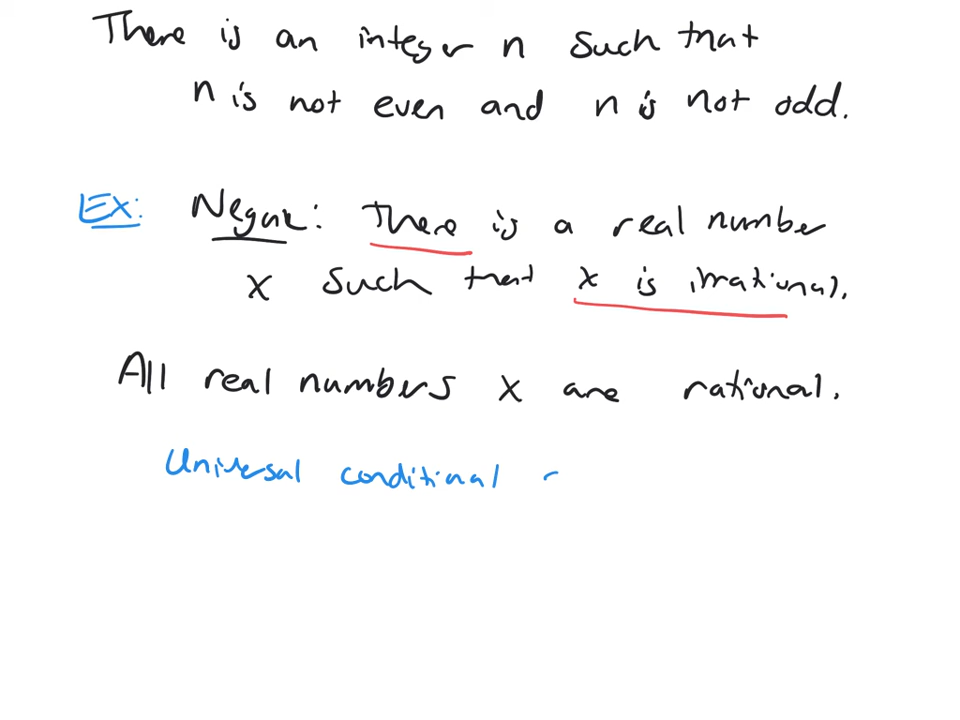 There is an integer n such that
n is not even and n is not odd.
Ex: Negate: There is a real number
x such that x is irrational.
All real numbers x are rational.
Universal conditional